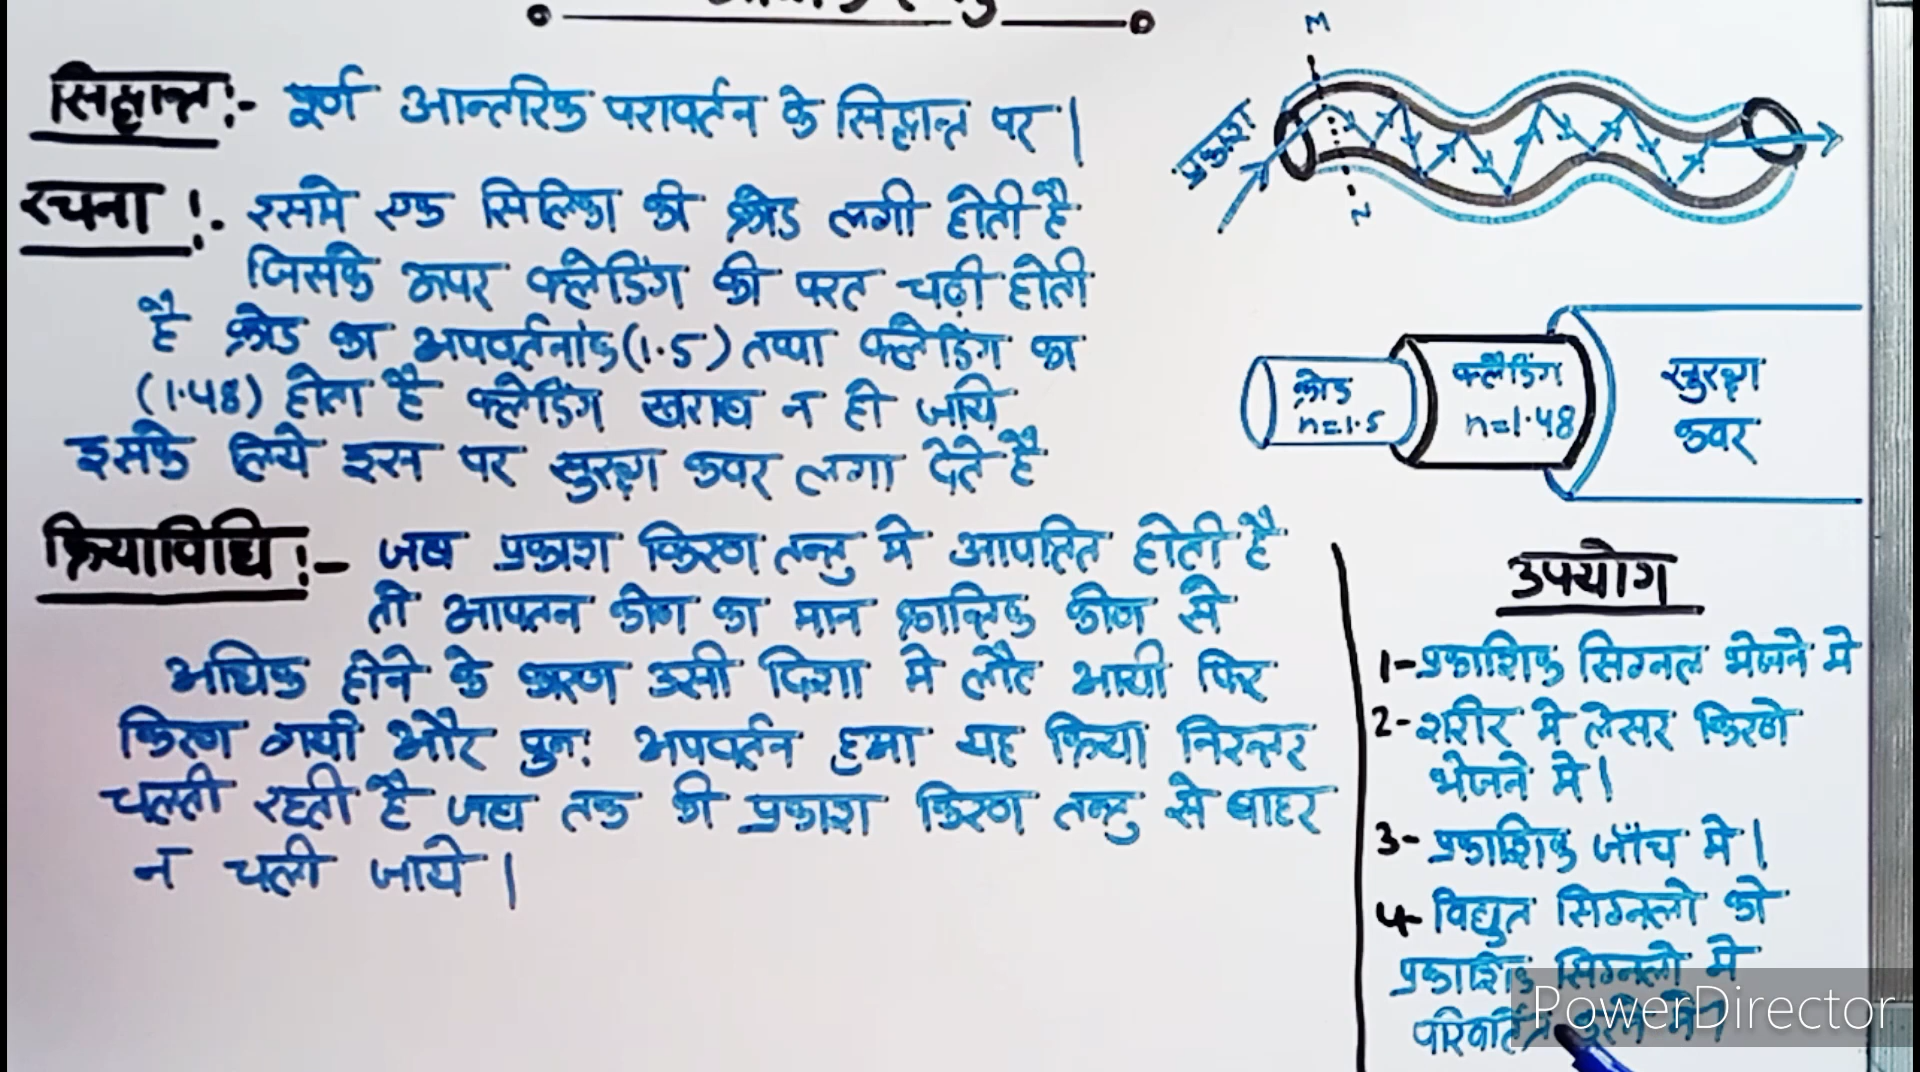 सिद्धान्त:- पूर्ण आन्तरिक परावर्तन के सिद्धान्त पर।
रचना:- इसमे एक सिलिका की क्रोड लगी होती है
जिसके ऊपर क्लेडिंग की परत चढ़ी होती
है क्रोड का अपवर्तनांक (1.5) तथा क्लेडिंग का
(1.48) होता है क्लेडिंग खराब न हो जाये
इसके लिये इस पर सुरक्षा कवर लगा देते है
क्रियाविधि:- जब प्रकाश किरण तन्तु मे आपतित होती है
तो आपतन कोण का मान क्रान्तिक कोण से
अधिक होने के कारण उसी दिशा मे लौट आयी फिर
किरण गयी और पुन: अपवर्तन हुआ यह क्रिया निरन्तर
चलती रहती है जब तक की प्रकाश किरण तन्तु से बाहर
न चली जाये।
M
प्रकाश
N
क्रोड
n=1.5
क्लैडिंग
n=1.48
सुरक्षा
कवर
उपयोग
1- प्रकाशिक सिग्नल भेजने मे
2- शरीर मे लेसर किरणे
भेजने मे।
3- प्रकाशिक जाँच मे।
4- विद्युत सिग्नलो को
प्रकाशिक सिग्नलो मे
PowerDirector